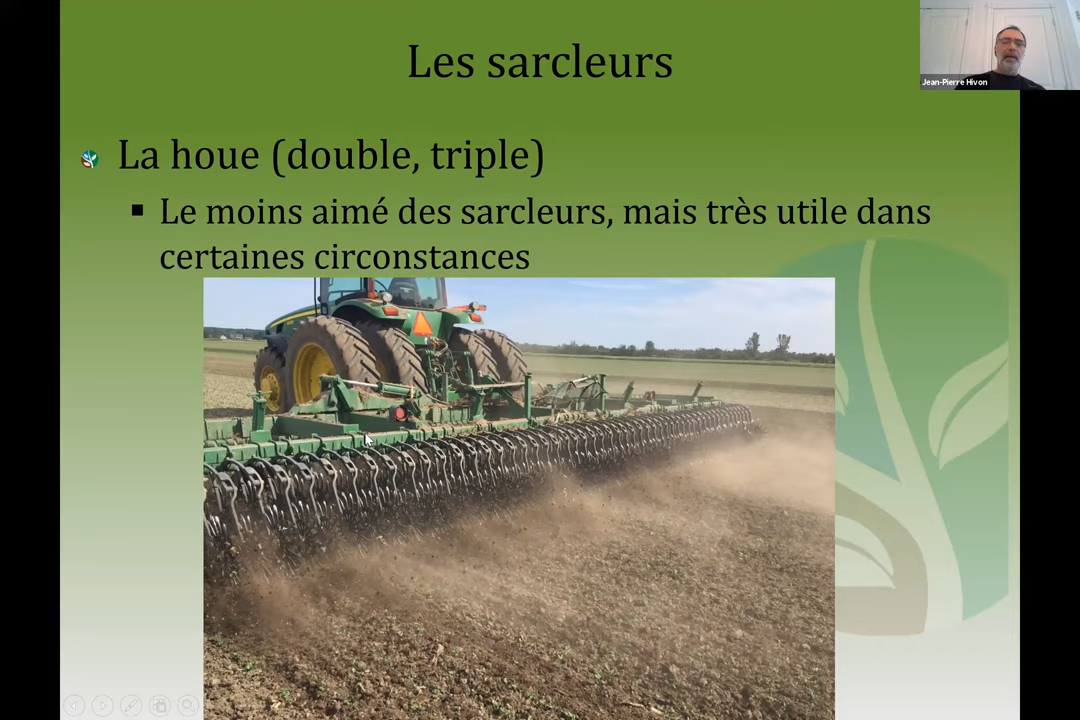 Les sarcleurs
Jean-Pierre Hivon
La houe (double, triple)
Le moins aimé des sarcleurs, mais très utile dans
certaines circonstances